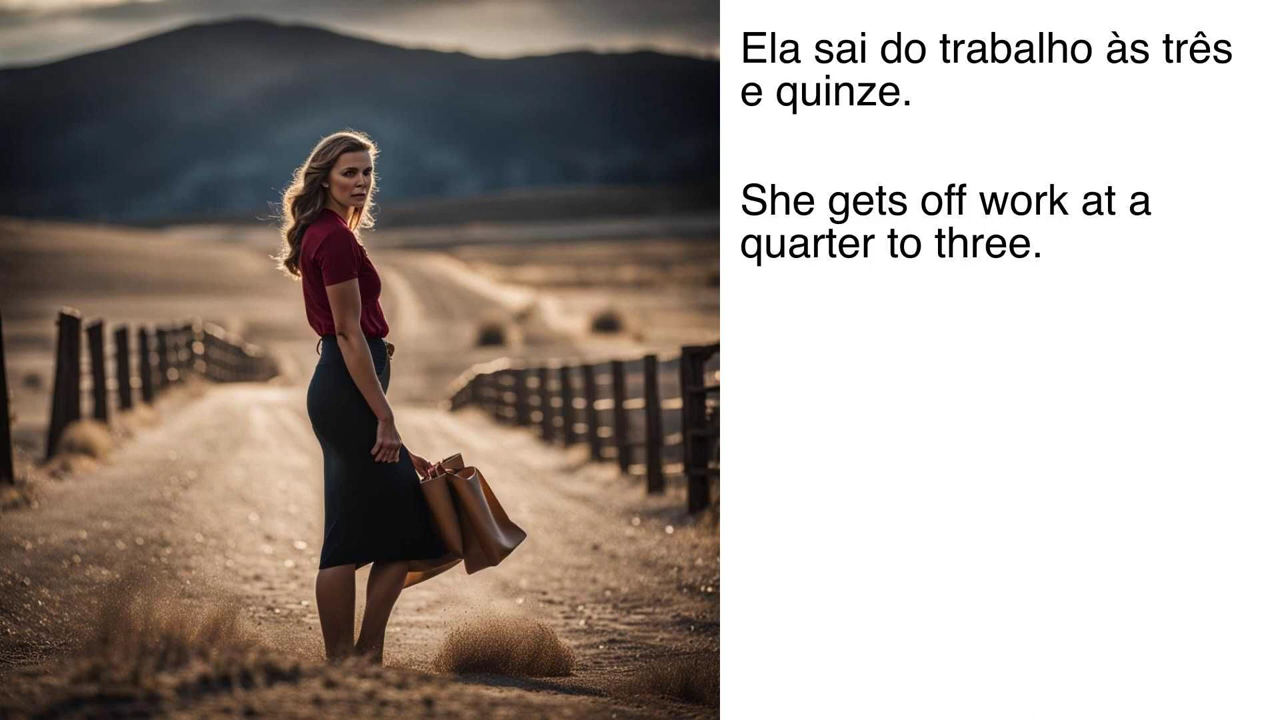 Ela sai do trabalho às três
e quinze.
She gets off work at a
quarter to three.